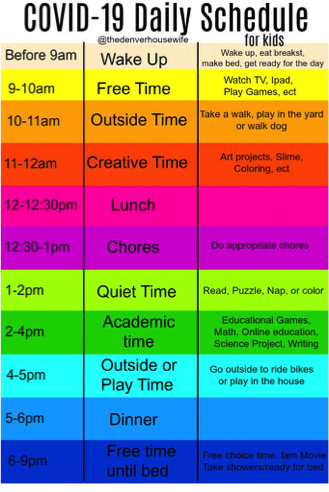 COVID-19 Daily Schedule
@thedenverhousewife for kids
Before 9am
Wake Up
Wake up, eat breakst,
make bed, get ready for the day
9-10am
Free Time
Watch TV, Ipad,
Play Games, ect
10-11am
Outside Time
Take a walk, play in the yard
or walk dog
11-12am
Creative Time
Art projects, Slime,
Coloring, ect
12-12:30pm
Lunch
12:30-1pm
Chores
Do appropriate chores
1-2pm
Quiet Time
Read, Puzzle, Nap, or color
2-4pm
Academic
time
Educational Games,
Math, Online education,
Science Project, Writing
4-5pm
Outside or
Play Time
Go outside to ride bikes
or play in the house
5-6pm
Dinner
6-9pm
Free time
until bed
Free choice time, fam Movie
Take showers/ready for bed